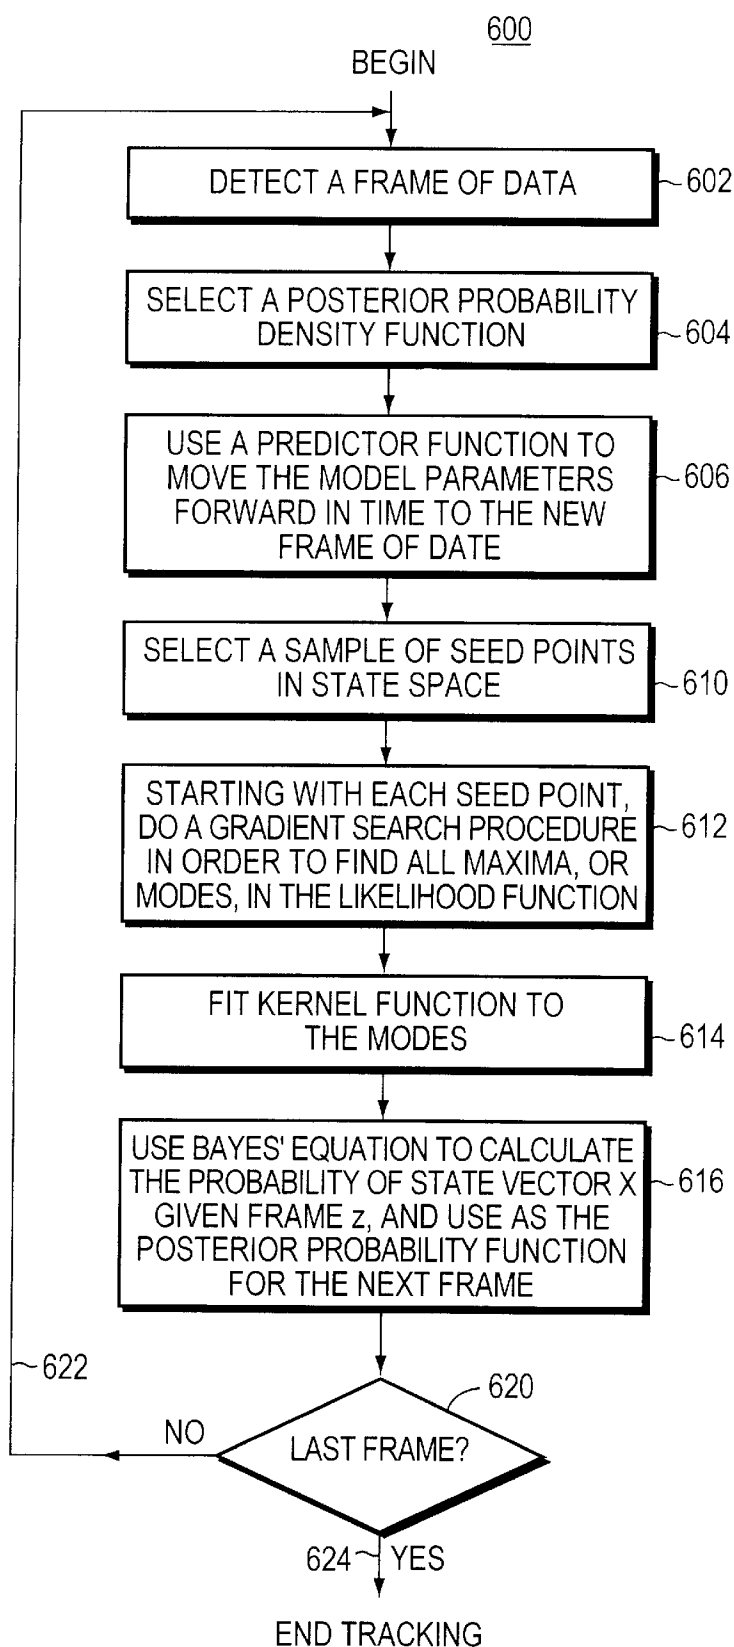 600
BEGIN
DETECT A FRAME OF DATA
602
SELECT A POSTERIOR PROBABILITY
DENSITY FUNCTION
604
USE A PREDICTOR FUNCTION TO
MOVE THE MODEL PARAMETERS
FORWARD IN TIME TO THE NEW
FRAME OF DATE
606
SELECT A SAMPLE OF SEED POINTS
IN STATE SPACE
610
STARTING WITH EACH SEED POINT,
DO A GRADIENT SEARCH PROCEDURE
IN ORDER TO FIND ALL MAXIMA, OR
MODES, IN THE LIKELIHOOD FUNCTION
612
FIT KERNEL FUNCTION TO
THE MODES
614
USE BAYES' EQUATION TO CALCULATE
THE PROBABILITY OF STATE VECTOR X
GIVEN FRAME z, AND USE AS THE
POSTERIOR PROBABILITY FUNCTION
FOR THE NEXT FRAME
616
622
620
NO
LAST FRAME?
624
YES
END TRACKING